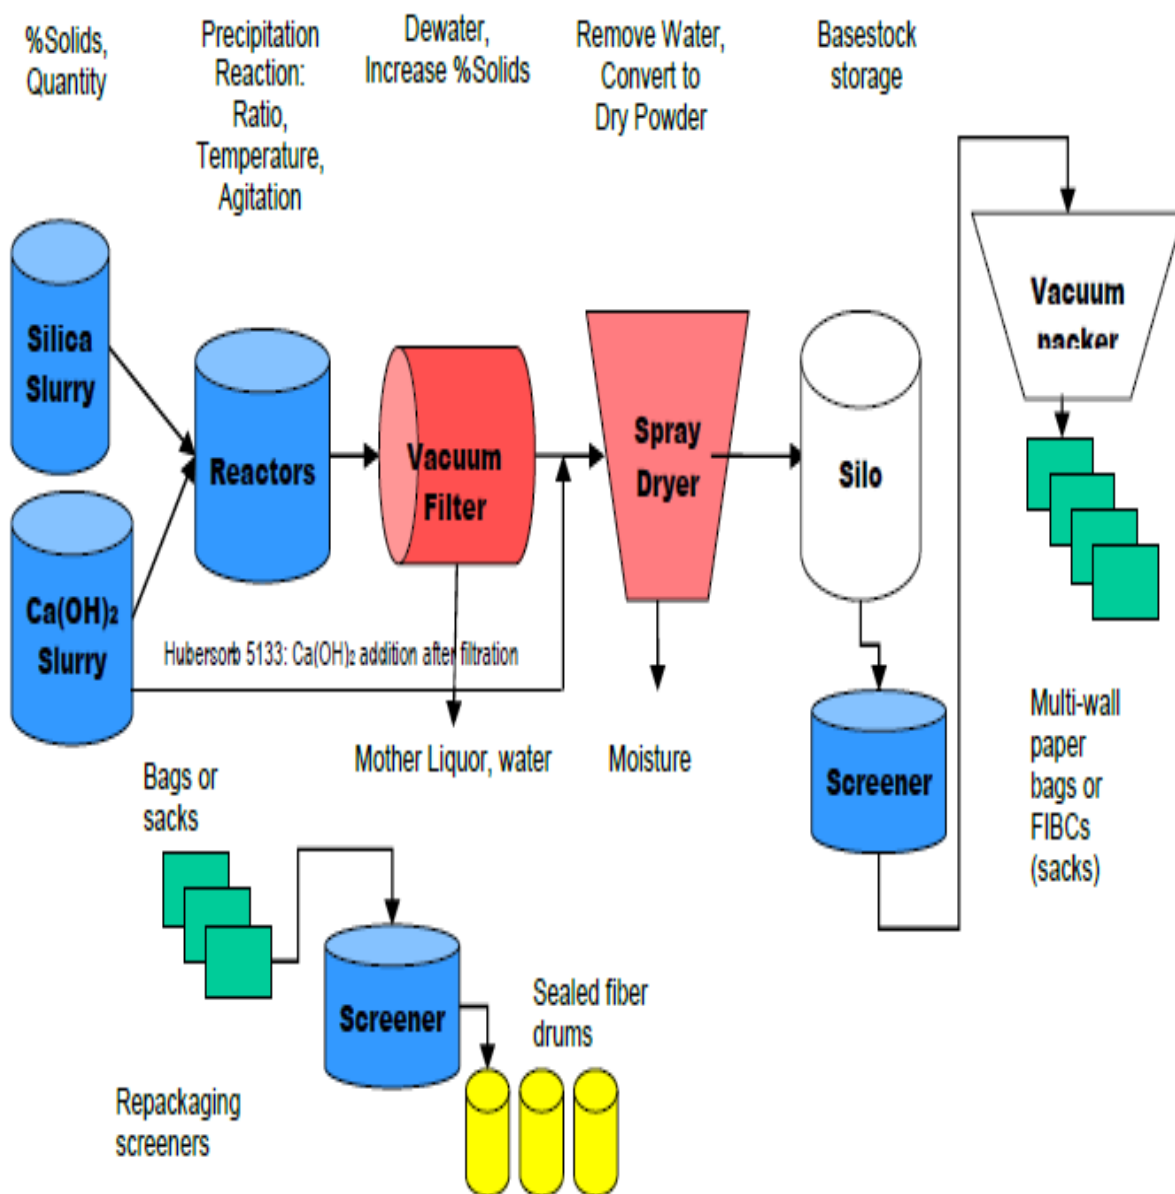 %Solids,
Quantity
Precipitation
Reaction:
Ratio,
Temperature,
Agitation
Dewater,
Increase %Solids
Remove Water,
Convert to
Dry Powder
Basestock
storage
Silica
Slurry
Ca(OH)₂
Slurry
Reactors
Vacuum
Filter
Spray
Dryer
Silo
Vacuum
packer
Hubersorb 5133: Ca(OH)₂ addition after filtration
Mother Liquor, water
Moisture
Screener
Multi-wall
paper
bags or
FIBCs
(sacks)
Bags or
sacks
Screener
Sealed fiber
drums
Repackaging
screeners